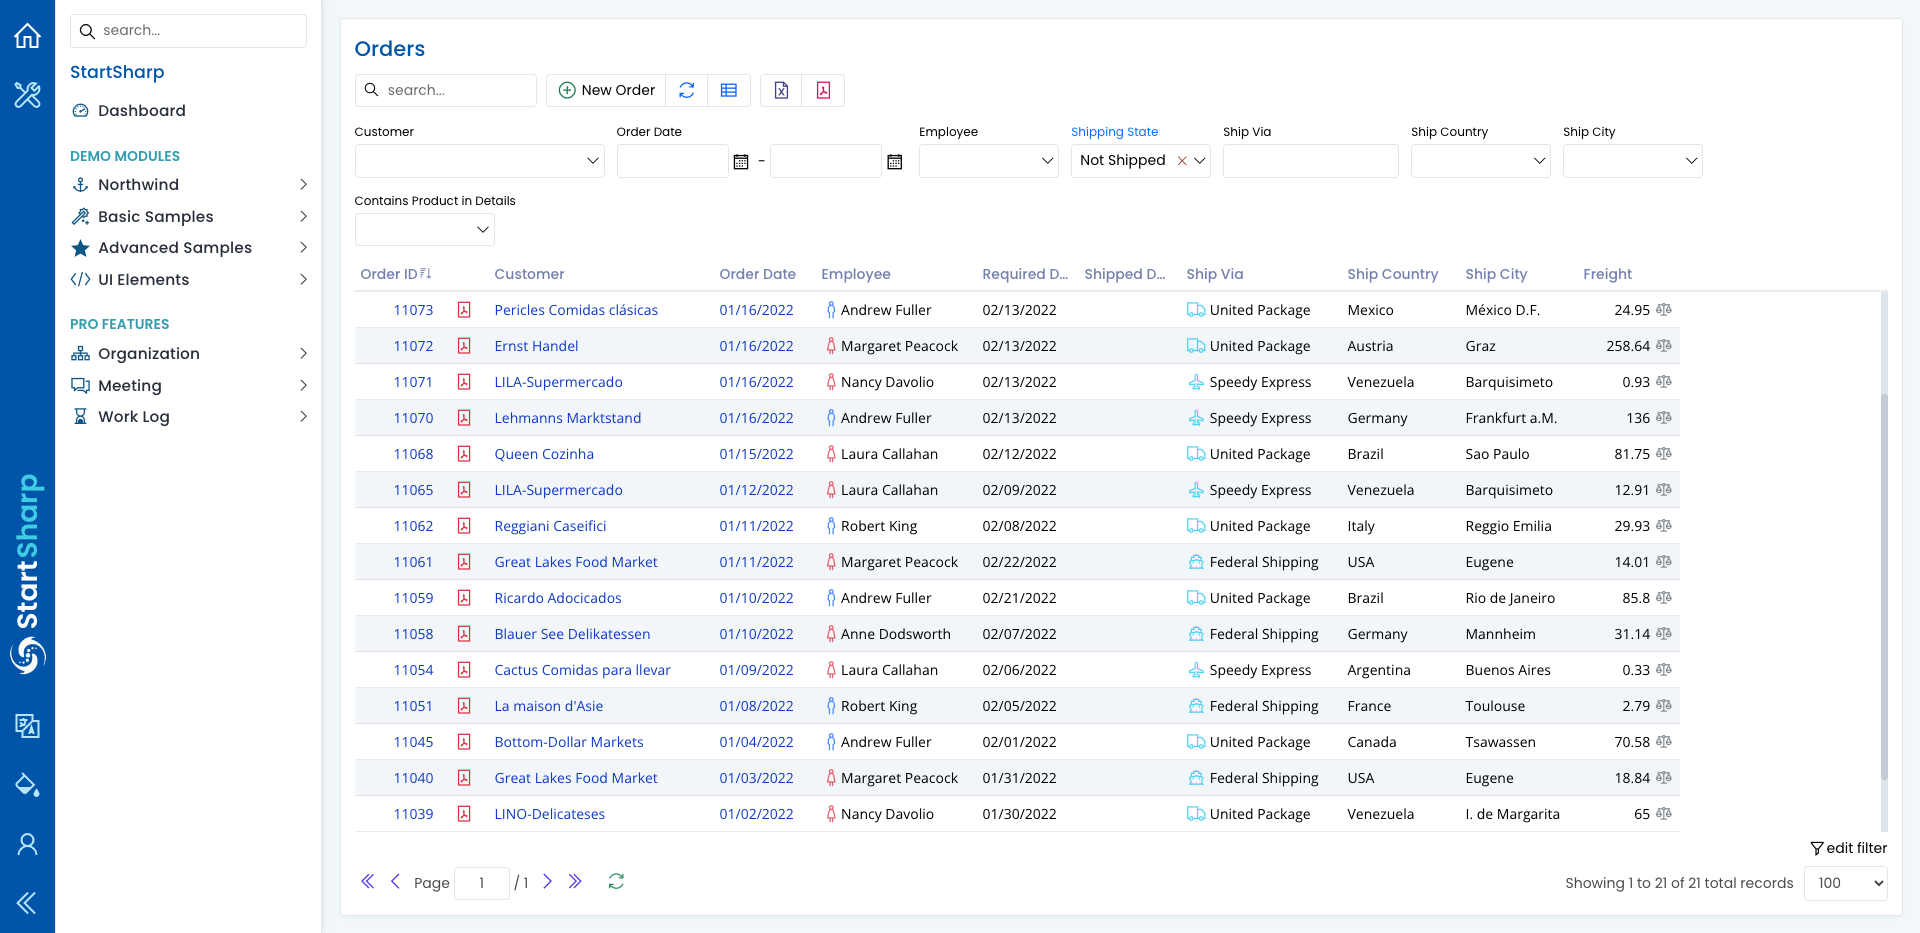 search...
StartSharp
Dashboard
DEMO MODULES
Northwind
Basic Samples
Advanced Samples
UI Elements
PRO FEATURES
Organization
Meeting
Work Log
StartSharp
Orders
search...
New Order
Customer Order Date Employee Shipping State Ship Via Ship Country Ship City
- Not Shipped
Contains Product in Details
Order ID Customer Order Date Employee Required D... Shipped D... Ship Via Ship Country Ship City Freight
11073 Pericles Comidas clásicas 01/16/2022 Andrew Fuller 02/13/2022 United Package Mexico México D.F. 24.95
11072 Ernst Handel 01/16/2022 Margaret Peacock 02/13/2022 United Package Austria Graz 258.64
11071 LILA-Supermercado 01/16/2022 Nancy Davolio 02/13/2022 Speedy Express Venezuela Barquisimeto 0.93
11070 Lehmanns Marktstand 01/16/2022 Andrew Fuller 02/13/2022 Speedy Express Germany Frankfurt a.M. 136
11068 Queen Cozinha 01/15/2022 Laura Callahan 02/12/2022 United Package Brazil Sao Paulo 81.75
11065 LILA-Supermercado 01/12/2022 Laura Callahan 02/09/2022 Speedy Express Venezuela Barquisimeto 12.91
11062 Reggiani Caseifici 01/11/2022 Robert King 02/08/2022 United Package Italy Reggio Emilia 29.93
11061 Great Lakes Food Market 01/11/2022 Margaret Peacock 02/22/2022 Federal Shipping USA Eugene 14.01
11059 Ricardo Adocicados 01/10/2022 Andrew Fuller 02/21/2022 United Package Brazil Rio de Janeiro 85.8
11058 Blauer See Delikatessen 01/10/2022 Anne Dodsworth 02/07/2022 Federal Shipping Germany Mannheim 31.14
11054 Cactus Comidas para llevar 01/09/2022 Laura Callahan 02/06/2022 Speedy Express Argentina Buenos Aires 0.33
11051 La maison d'Asie 01/08/2022 Robert King 02/05/2022 Federal Shipping France Toulouse 2.79
11045 Bottom-Dollar Markets 01/04/2022 Andrew Fuller 02/01/2022 United Package Canada Tsawassen 70.58
11040 Great Lakes Food Market 01/03/2022 Margaret Peacock 01/31/2022 Federal Shipping USA Eugene 18.84
11039 LINO-Delicateses 01/02/2022 Nancy Davolio 01/30/2022 United Package Venezuela I. de Margarita 65
edit filter
Page 1 / 1 Showing 1 to 21 of 21 total records 100